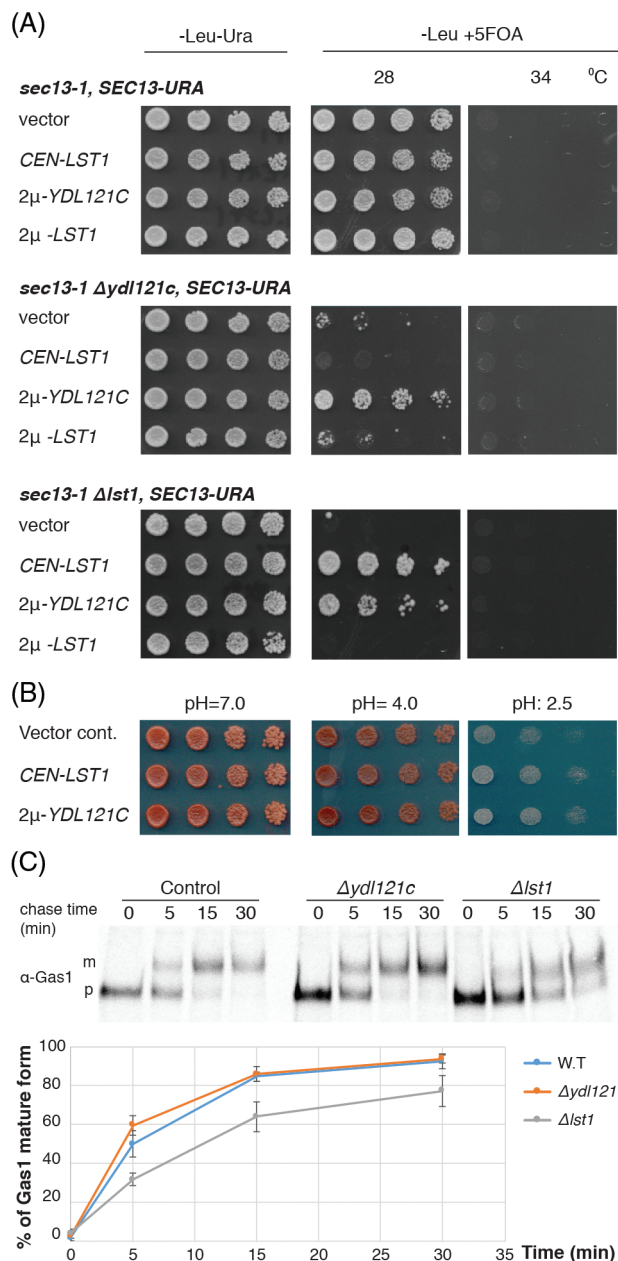 (A)
-Leu-Ura
-Leu +5FOA
28
34
⁰C
sec13-1, SEC13-URA
vector
CEN-LST1
2µ-YDL121C
2µ -LST1
sec13-1 Δydl121c, SEC13-URA
vector
CEN-LST1
2µ-YDL121C
2µ -LST1
sec13-1 Δlst1, SEC13-URA
vector
CEN-LST1
2µ-YDL121C
2µ -LST1
(B)
pH=7.0
pH= 4.0
pH: 2.5
Vector cont.
CEN-LST1
2µ-YDL121C
(C)
Control
Δydl121c
Δlst1
chase time
(min)
0 5 15 30
0 5 15 30
0 5 15 30
α-Gas1
m
p
% of Gas1 mature form
100
80
60
40
20
0
0 5 10 15 20 25 30 35
Time (min)
W.T
Δydl121
Δlst1